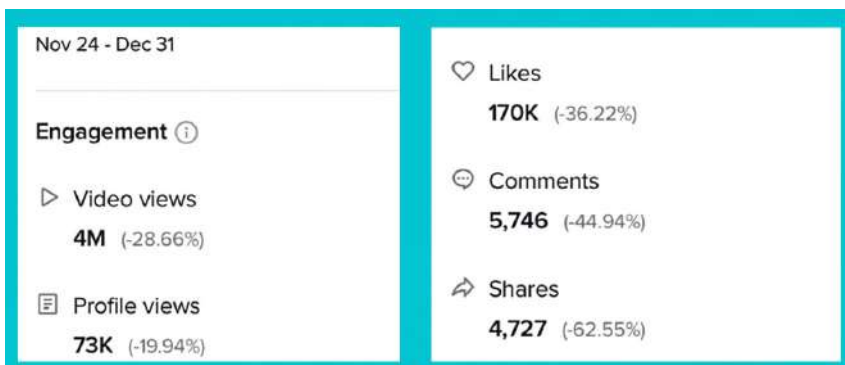 Nov 24 - Dec 31
Engagement
Video views
4M (-28.66%)
Profile views
73K (-19.94%)
Likes
170K (-36.22%)
Comments
5,746 (-44.94%)
Shares
4,727 (-62.55%)